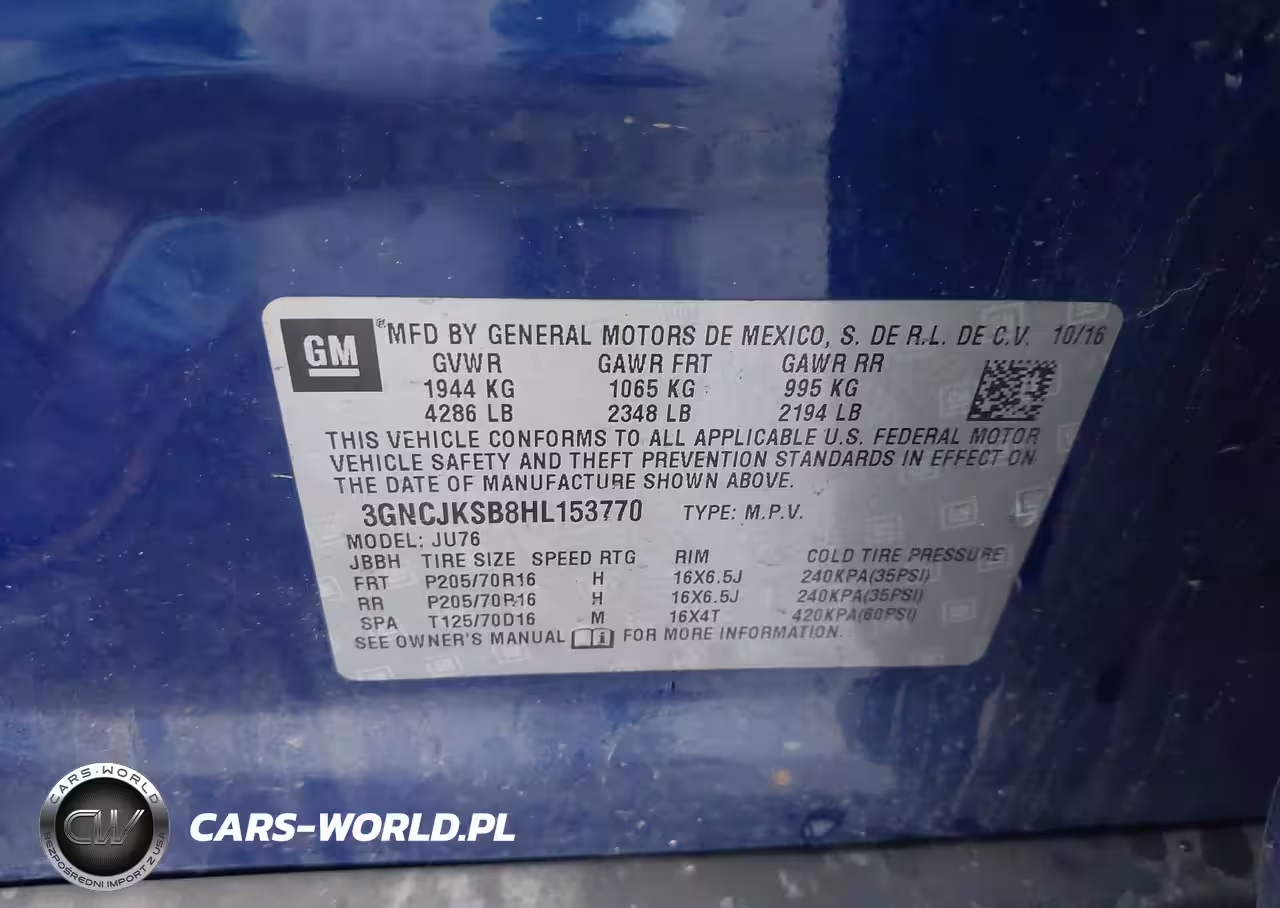 GM
® MFD BY GENERAL MOTORS DE MEXICO, S. DE R.L. DE C.V. 10/16
GVWR GAWR FRT GAWR RR
1944 KG 1065 KG 995 KG
4286 LB 2348 LB 2194 LB
THIS VEHICLE CONFORMS TO ALL APPLICABLE U.S. FEDERAL MOTOR
VEHICLE SAFETY AND THEFT PREVENTION STANDARDS IN EFFECT ON
THE DATE OF MANUFACTURE SHOWN ABOVE.
3GNCJKSB8HL153770 TYPE: M.P.V.
MODEL: JU76
JBBH TIRE SIZE SPEED RTG RIM COLD TIRE PRESSURE
FRT P205/70R16 H 16X6.5J 240KPA(35PSI)
RR P205/70R16 H 16X6.5J 240KPA(35PSI)
SPA T125/70D16 M 16X4T 420KPA(60PSI)
SEE OWNER'S MANUAL i FOR MORE INFORMATION.
CARS-WORLD
CW
BEZPOŚREDNI IMPORT Z USA
CARS-WORLD.PL